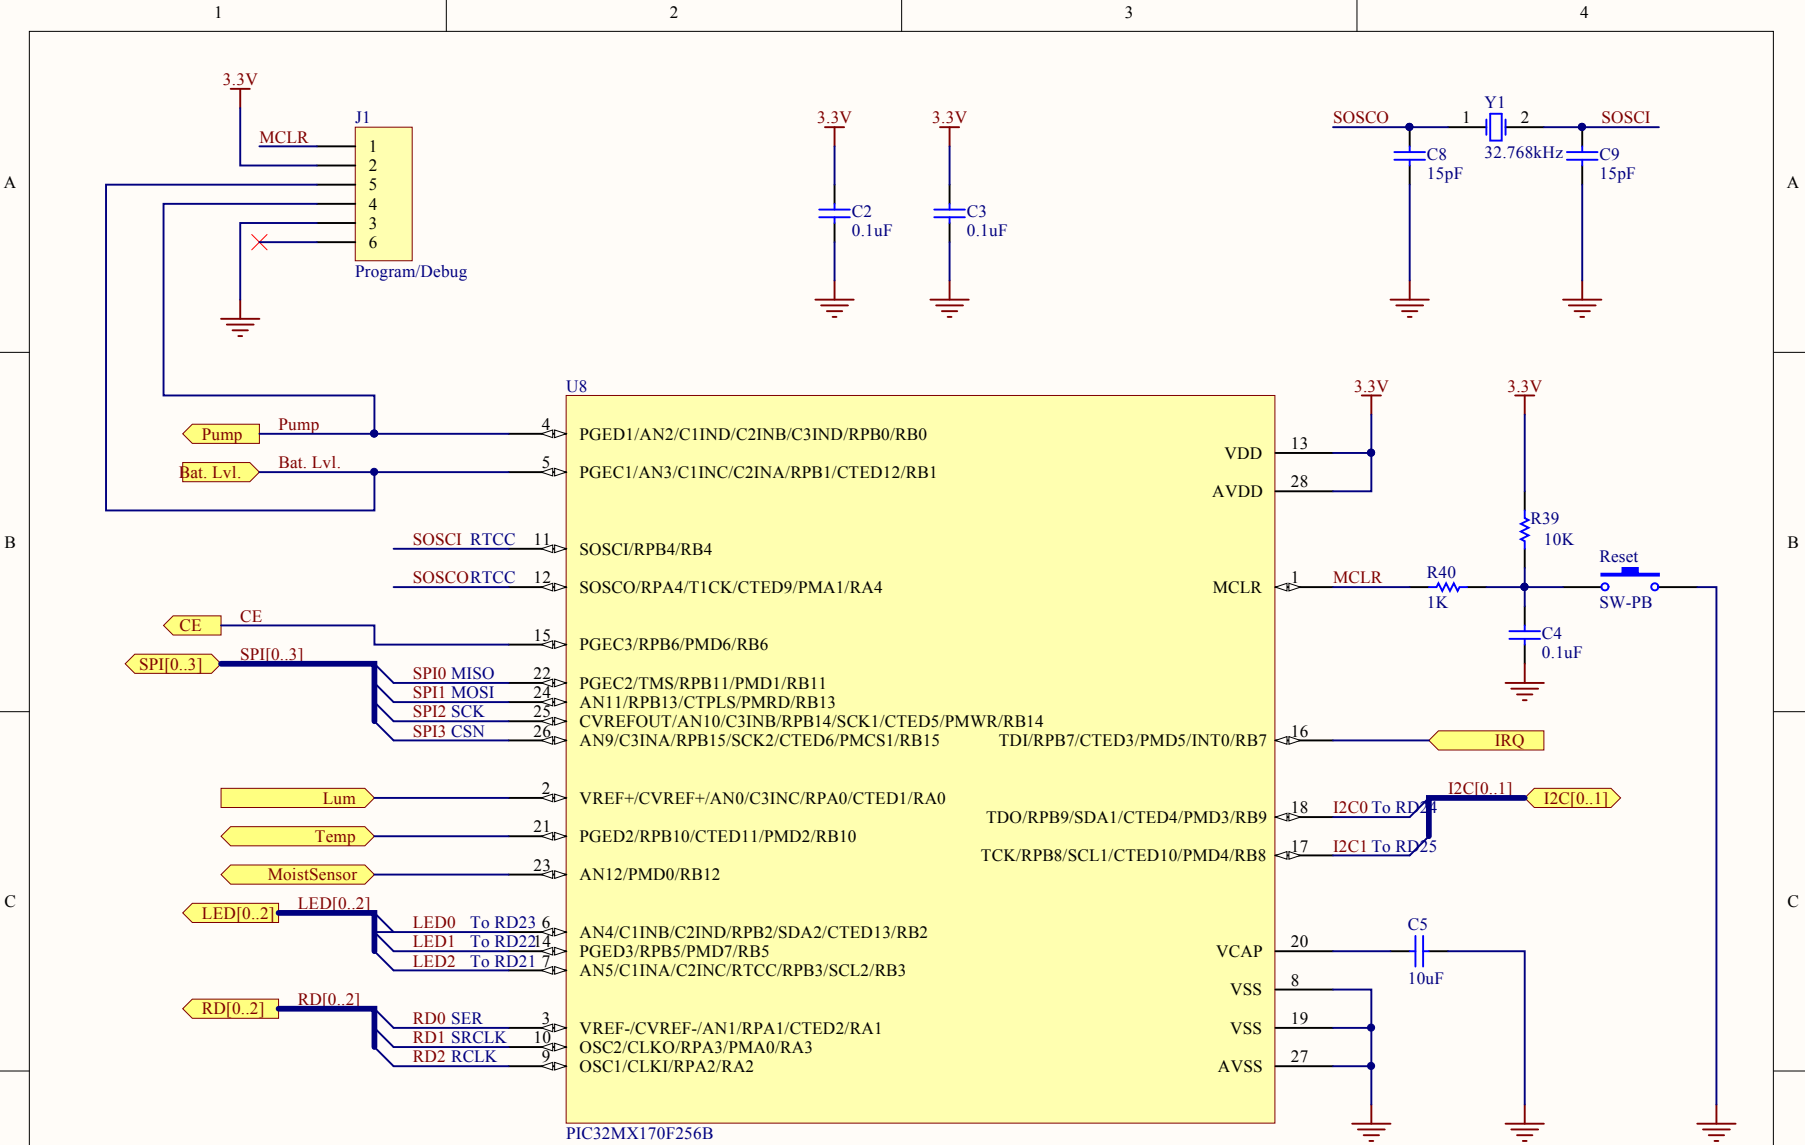 1 2 3 4
3.3V
J1
MCLR 1
2
5
4
3
6
Program/Debug
3.3V 3.3V
C2 C3
0.1uF 0.1uF
SOSCO 1 Y1 2 SOSCI
C8 32.768kHz C9
15pF 15pF
A A
U8
3.3V 3.3V
Pump Pump 4 PGED1/AN2/C1IND/C2INB/C3IND/RPB0/RB0
Bat. Lvl. Bat. Lvl. 5 PGEC1/AN3/C1INC/C2INA/RPB1/CTED12/RB1
VDD 13
AVDD 28
R39
10K
B B
SOSCI RTCC 11 SOSCI/RPB4/RB4
SOSCO RTCC 12 SOSCO/RPA4/T1CK/CTED9/PMA1/RA4
MCLR 1 MCLR R40
1K
Reset
SW-PB
C4
0.1uF
CE CE 15 PGEC3/RPB6/PMD6/RB6
SPI[0..3] SPI[0..3]
SPI0 MISO 22 PGEC2/TMS/RPB11/PMD1/RB11
SPI1 MOSI 24 AN11/RPB13/CTPLS/PMRD/RB13
SPI2 SCK 25 CVREFOUT/AN10/C3INB/RPB14/SCK1/CTED5/PMWR/RB14
SPI3 CSN 26 AN9/C3INA/RPB15/SCK2/CTED6/PMCS1/RB15
TDI/RPB7/CTED3/PMD5/INT0/RB7 16 IRQ
Lum 2 VREF+/CVREF+/AN0/C3INC/RPA0/CTED1/RA0
I2C[0..1] I2C[0..1]
TDO/RPB9/SDA1/CTED4/PMD3/RB9 18 I2C0 To RD24
Temp 21 PGED2/RPB10/CTED11/PMD2/RB10
TCK/RPB8/SCL1/CTED10/PMD4/RB8 17 I2C1 To RD25
MoistSensor 23 AN12/PMD0/RB12
C C
LED[0..2] LED[0..2]
LED0 To RD23 6 AN4/C1INB/C2IND/RPB2/SDA2/CTED13/RB2
LED1 To RD22 14 PGED3/RPB5/PMD7/RB5
LED2 To RD21 7 AN5/C1INA/C2INC/RTCC/RPB3/SCL2/RB3
VCAP 20 C5
10uF
VSS 8
RD[0..2] RD[0..2]
RD0 SER 3 VREF-/CVREF-/AN1/RPA1/CTED2/RA1
RD1 SRCLK 10 OSC2/CLKO/RPA3/PMA0/RA3
RD2 RCLK 9 OSC1/CLKI/RPA2/RA2
VSS 19
AVSS 27
PIC32MX170F256B